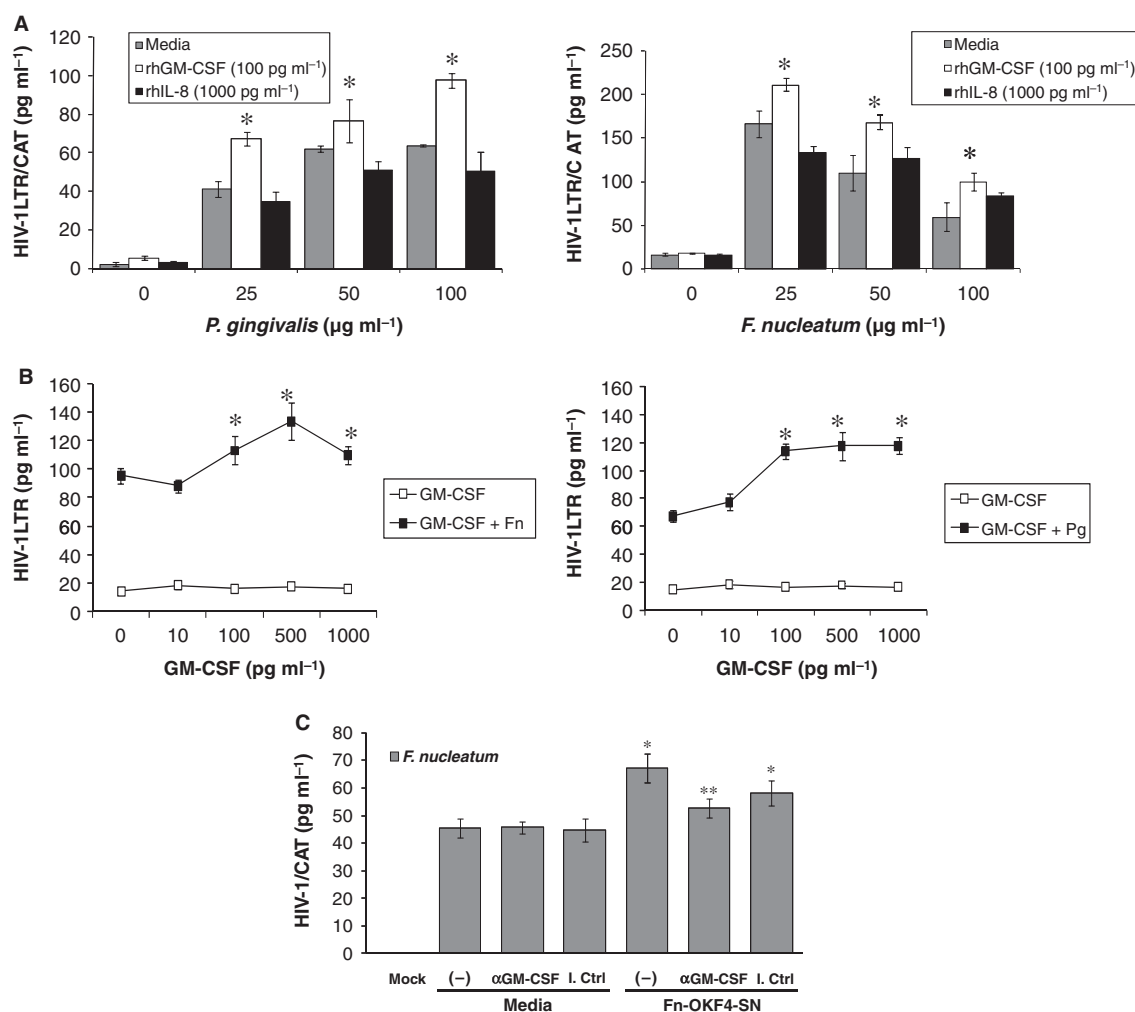 A
HIV-1LTR/CAT (pg ml⁻¹)
120
100
80
60
40
20
0
Media
rhGM-CSF (100 pg ml⁻¹)
rhIL-8 (1000 pg ml⁻¹)
*
*
*
0 25 50 100
P. gingivalis (µg ml⁻¹)
HIV-1LTR/C AT (pg ml⁻¹)
250
200
150
100
50
0
Media
rhGM-CSF (100 pg ml⁻¹)
rhIL-8 (1000 pg ml⁻¹)
*
*
*
0 25 50 100
F. nucleatum (µg ml⁻¹)
B
HIV-1LTR (pg ml⁻¹)
160
140
120
100
80
60
40
20
0
*
*
*
GM-CSF
GM-CSF + Fn
0 10 100 500 1000
GM-CSF (pg ml⁻¹)
HIV-1LTR (pg ml⁻¹)
160
140
120
100
80
60
40
20
0
*
*
*
GM-CSF
GM-CSF + Pg
0 10 100 500 1000
GM-CSF (pg ml⁻¹)
C
HIV-1/CAT (pg ml⁻¹)
80
70
60
50
40
30
20
10
0
F. nucleatum
*
**
*
Mock (–) αGM-CSF I. Ctrl (–) αGM-CSF I. Ctrl
Media Fn-OKF4-SN